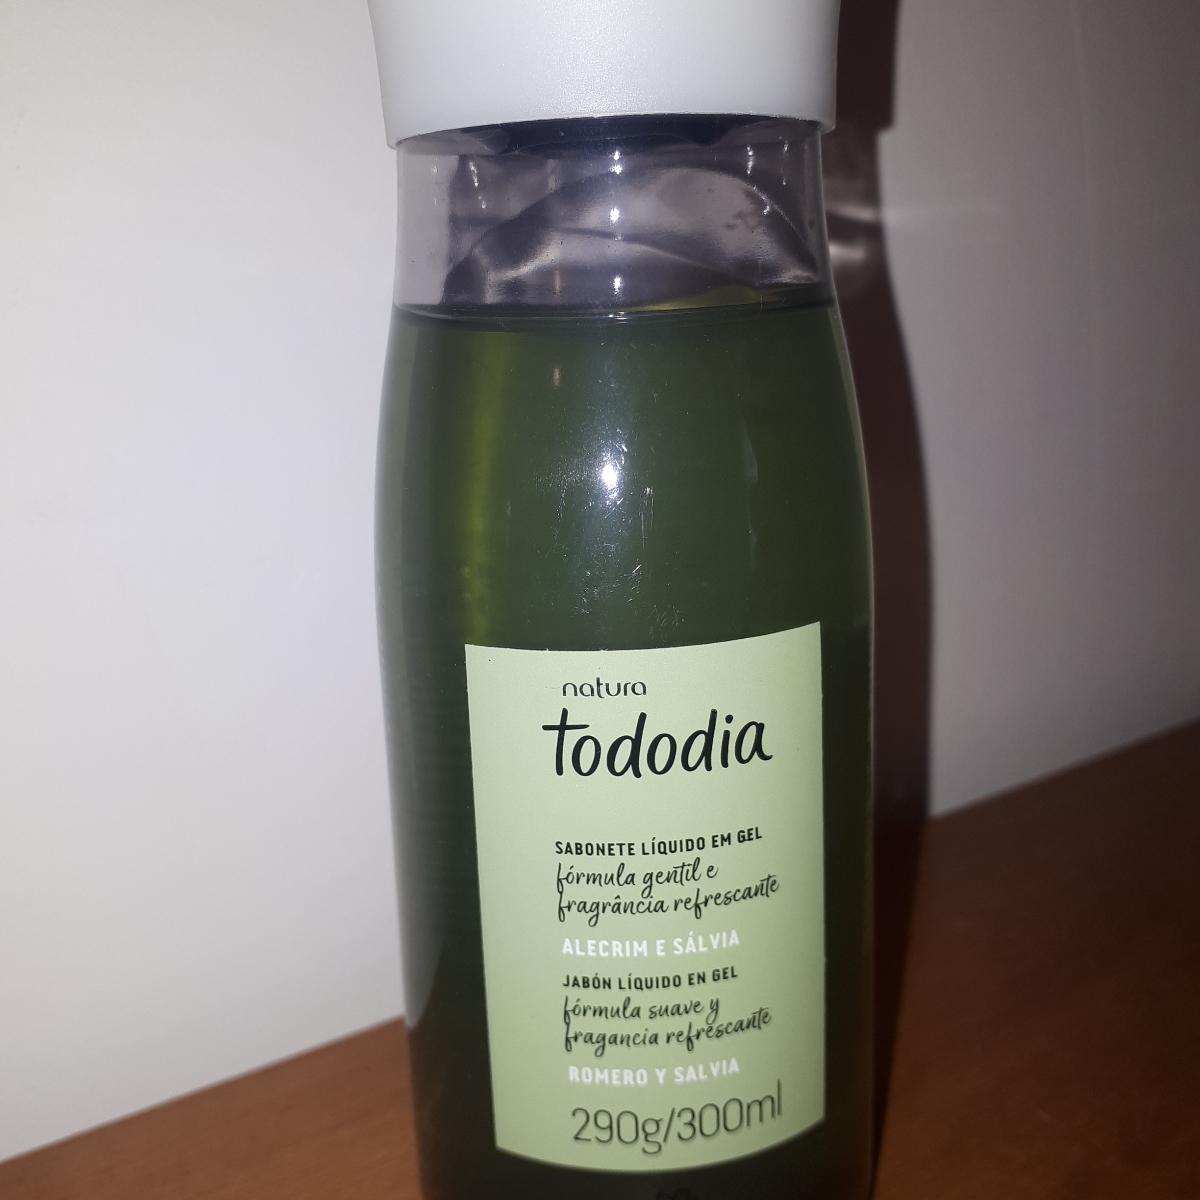 natura
tododia
SABONETE LÍQUIDO EM GEL
fórmula gentil e
fragrância refrescante
ALECRIM E SÁLVIA
JABÓN LÍQUIDO EN GEL
fórmula suave y
fragancia refrescante
ROMERO Y SALVIA
290g/300ml